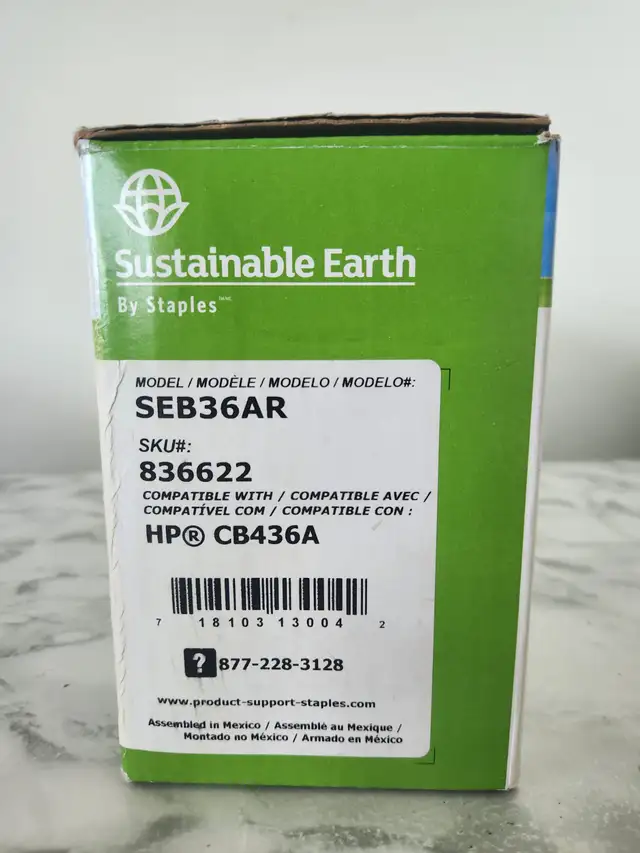 Sustainable Earth
By Staples
MODEL / MODÈLE / MODELO / MODELO#:
SEB36AR
SKU#:
836622
COMPATIBLE WITH / COMPATIBLE AVEC /
COMPATÍVEL COM / COMPATIBLE CON :
HP® CB436A
7 18103 13004 2
? 877-228-3128
www.product-support-staples.com
Assembled in Mexico / Assemblé au Mexique /
Montado no México / Armado en México